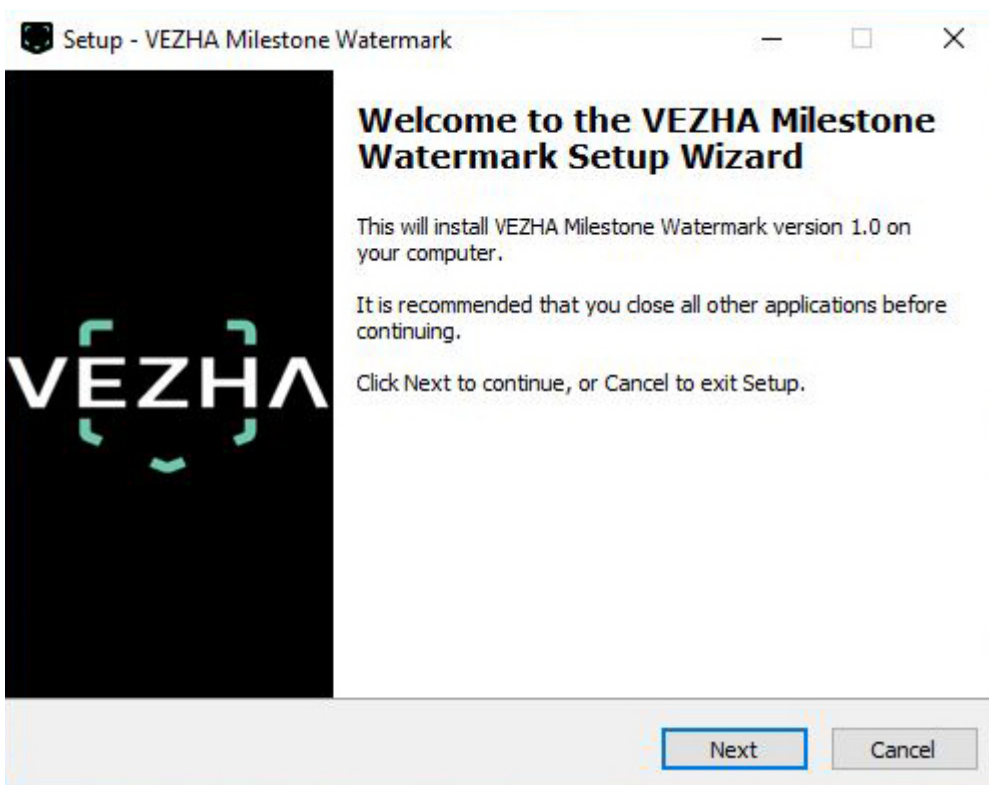 Setup - VEZHA Milestone Watermark
Welcome to the VEZHA Milestone
Watermark Setup Wizard
This will install VEZHA Milestone Watermark version 1.0 on
your computer.
It is recommended that you close all other applications before
continuing.
Click Next to continue, or Cancel to exit Setup.
VEZHA
Next
Cancel